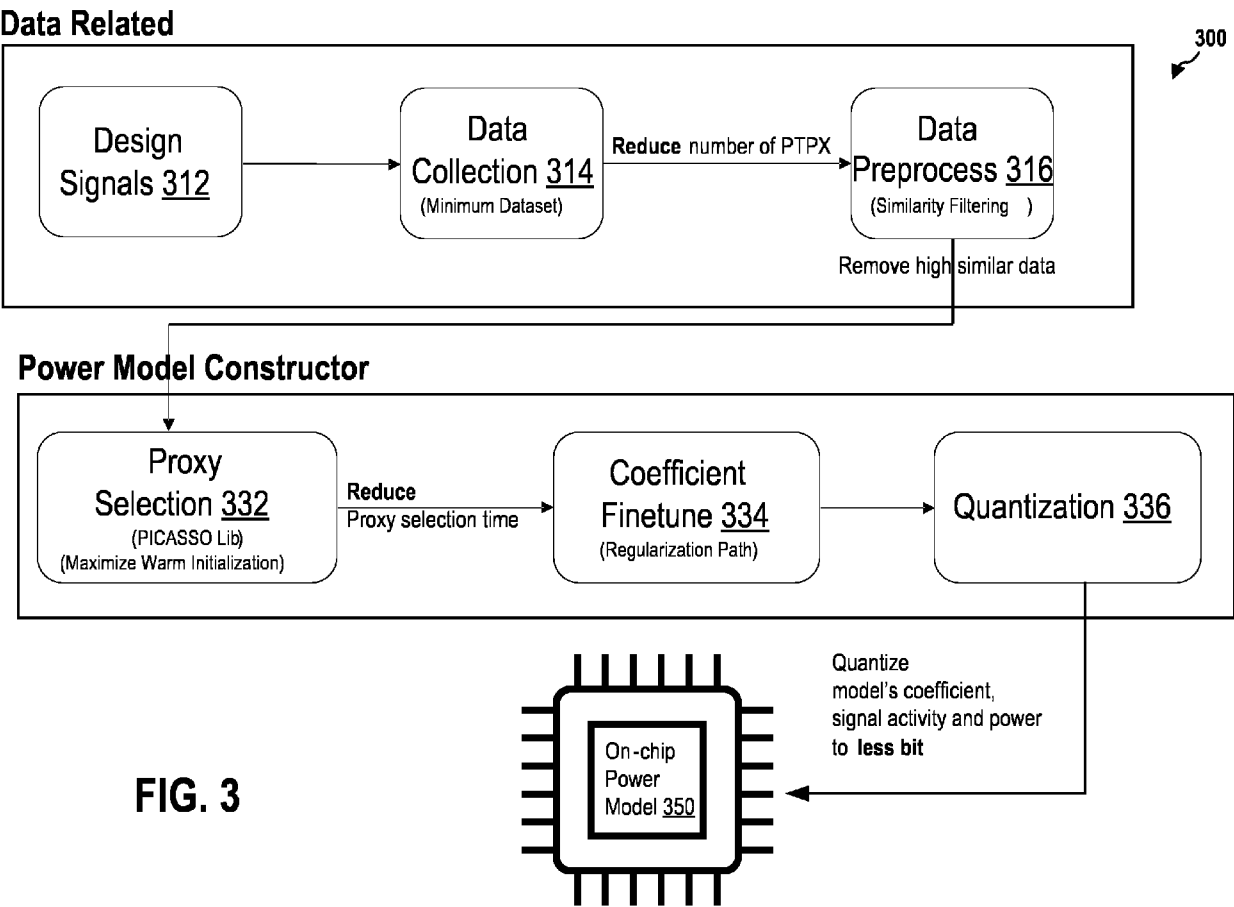 Data Related
300
Design
Signals 312
Data
Collection 314
(Minimum Dataset)
Reduce number of PTPX
Data
Preprocess 316
(Similarity Filtering )
Remove high similar data
Power Model Constructor
Proxy
Selection 332
(PICASSO Lib)
(Maximize Warm Initialization)
Reduce
Proxy selection time
Coefficient
Finetune 334
(Regularization Path)
Quantization 336
Quantize
model's coefficient,
signal activity and power
to less bit
On-chip
Power
Model 350
FIG. 3